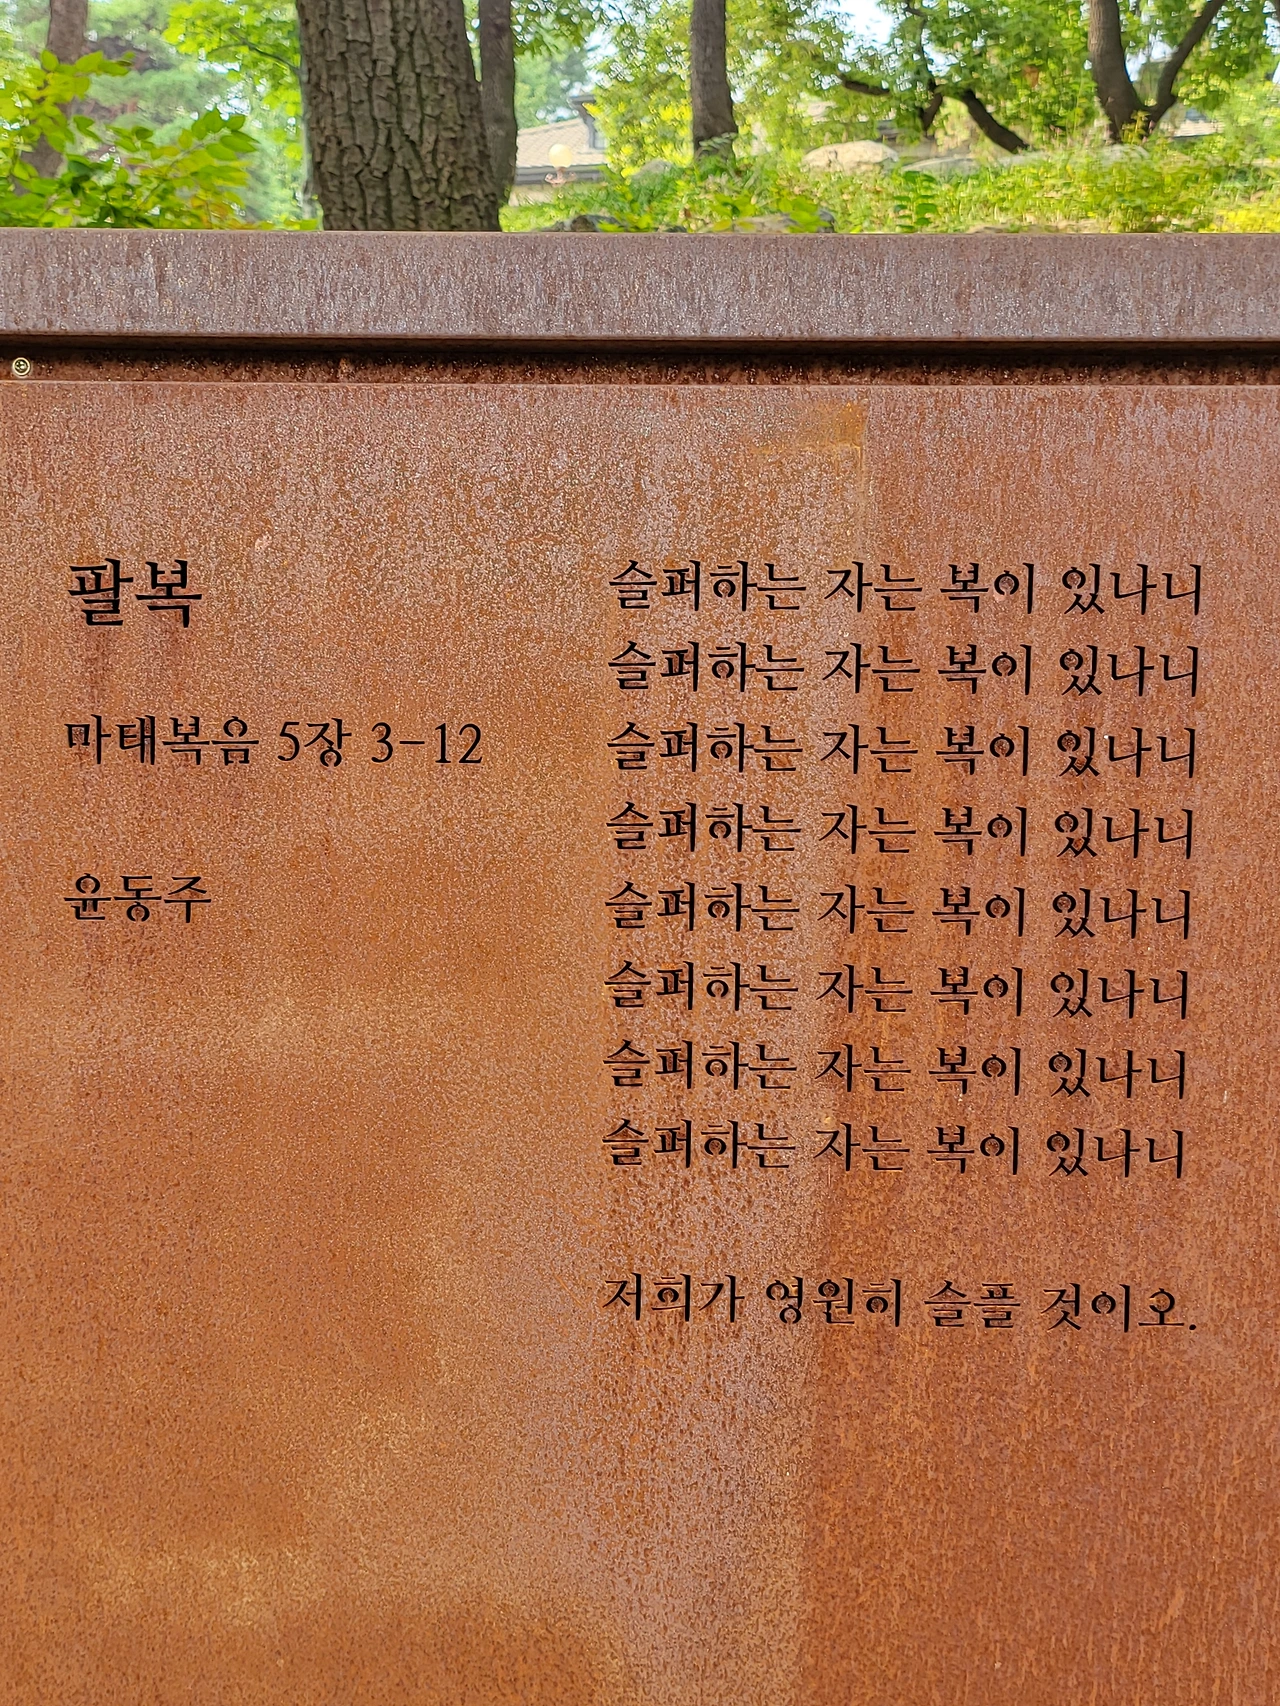 팔복
마태복음 5장 3-12
윤동주
슬퍼하는 자는 복이 있나니
슬퍼하는 자는 복이 있나니
슬퍼하는 자는 복이 있나니
슬퍼하는 자는 복이 있나니
슬퍼하는 자는 복이 있나니
슬퍼하는 자는 복이 있나니
슬퍼하는 자는 복이 있나니
슬퍼하는 자는 복이 있나니
저희가 영원히 슬플 것이오.